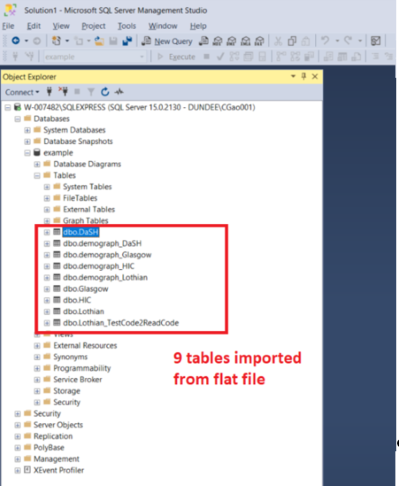 Solution1 - Microsoft SQL Server Management Studio
File Edit View Project Tools Window Help
New Query
example
Execute
Object Explorer
Connect
W-007482\SQLEXPRESS (SQL Server 15.0.2130 - DUNDEE\CGao001)
Databases
System Databases
Database Snapshots
example
Database Diagrams
Tables
System Tables
FileTables
External Tables
Graph Tables
dbo.DaSH
dbo.demograph_DaSH
dbo.demograph_Glasgow
dbo.demograph_HIC
dbo.demograph_Lothian
dbo.Glasgow
dbo.HIC
dbo.Lothian
dbo.Lothian_TestCode2ReadCode
Views
External Resources
Synonyms
Programmability
Service Broker
Storage
Security
Security
Server Objects
Replication
PolyBase
Management
XEvent Profiler
9 tables imported
from flat file